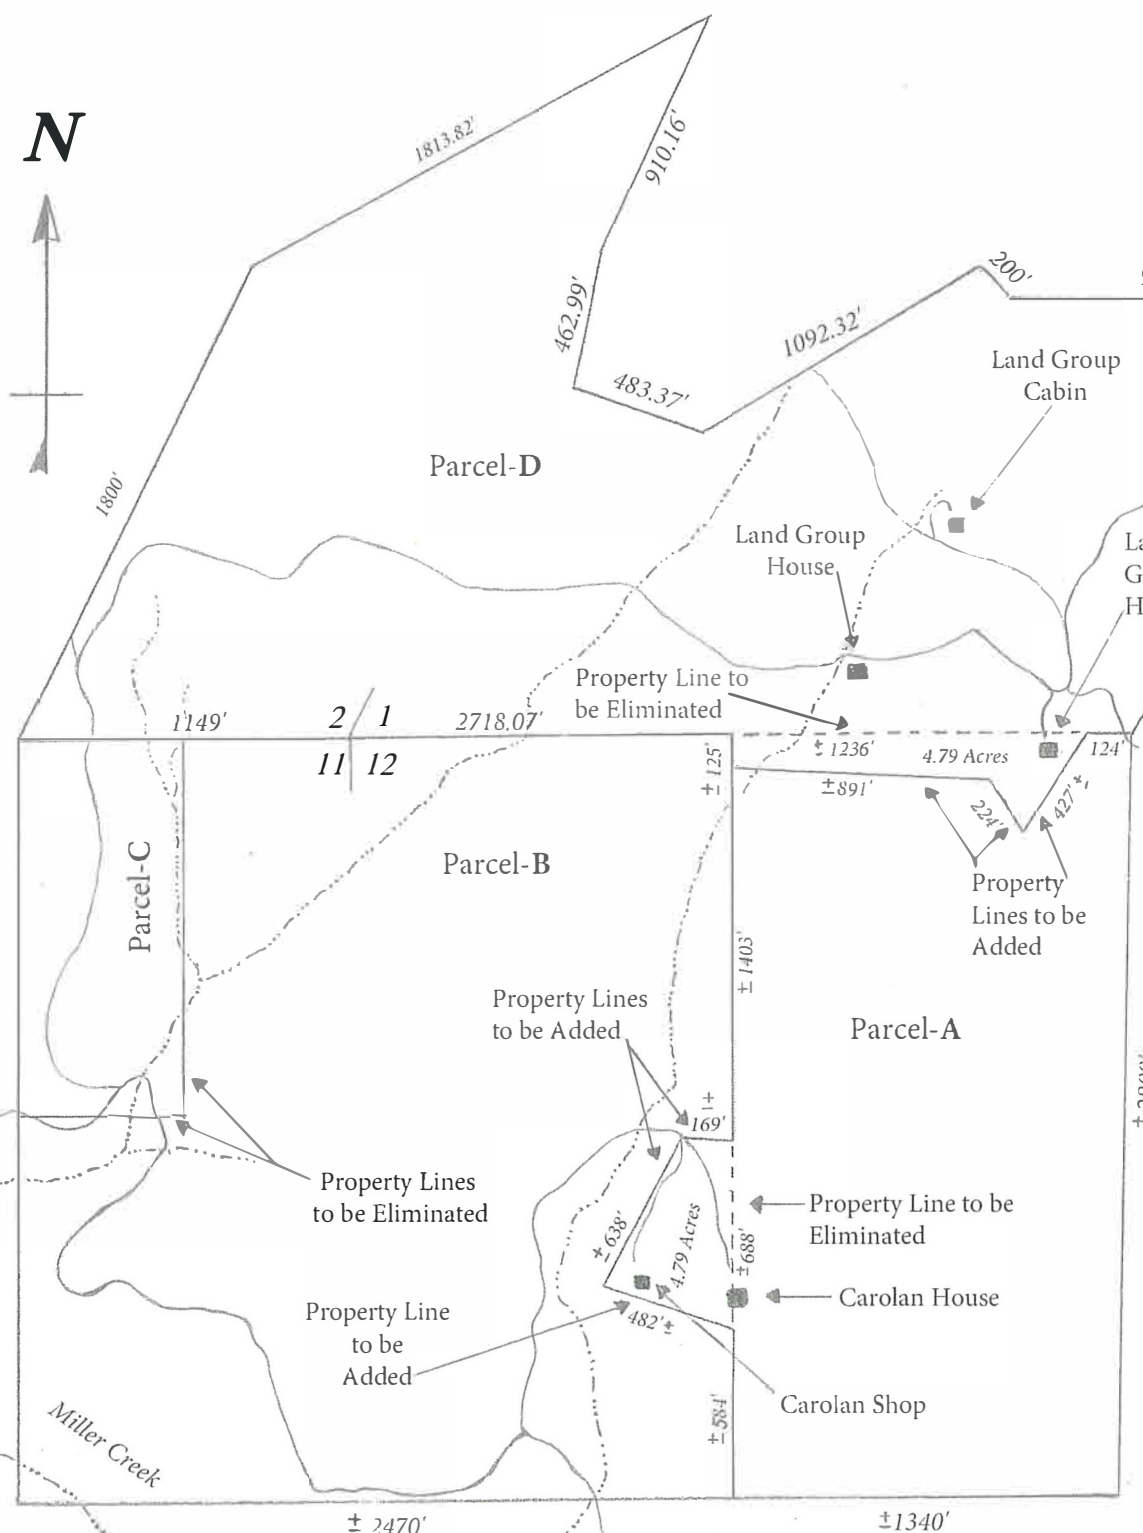 N
1813.82'
910.16'
462.99'
200'
1092.32'
483.37'
1800'
Land Group
Cabin
Parcel-D
Land Group
House
Property Line to
be Eliminated
1149'
2 1
11 12
2718.07'
± 125'
± 1236'
4.79 Acres
124'
± 891'
224'
427' ±
Parcel-C
Parcel-B
Property
Lines to be
Added
± 1403'
Property Lines
to be Added
Parcel-A
±
169'
Property Lines
to be Eliminated
Property Line to be
Eliminated
± 638'
4.79 Acres
± 688'
Carolan House
Property Line
to be
Added
482' ±
Carolan Shop
± 584'
Miller Creek
± 2470'
±1340'